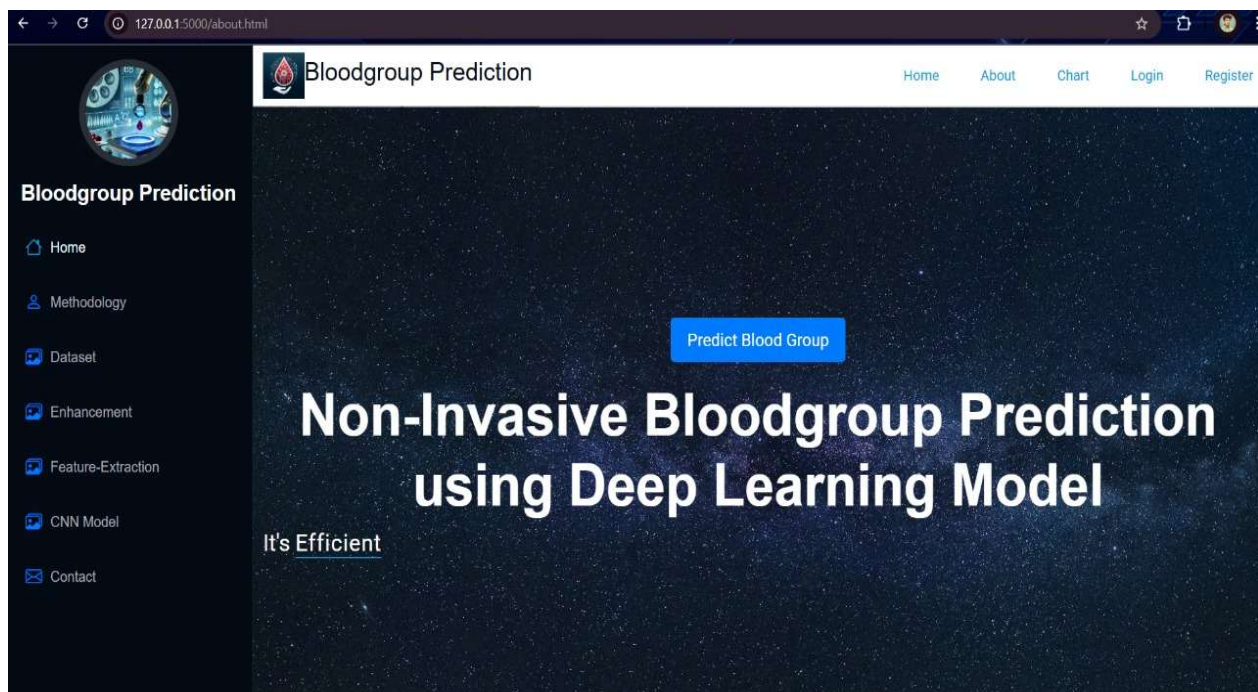 127.0.0.1:5000/about.html
Bloodgroup Prediction
Home About Chart Login Register
Bloodgroup Prediction
Home
Methodology
Dataset
Enhancement
Feature-Extraction
CNN Model
Contact
Predict Blood Group
Non-Invasive Bloodgroup Prediction
using Deep Learning Model
It's Efficient